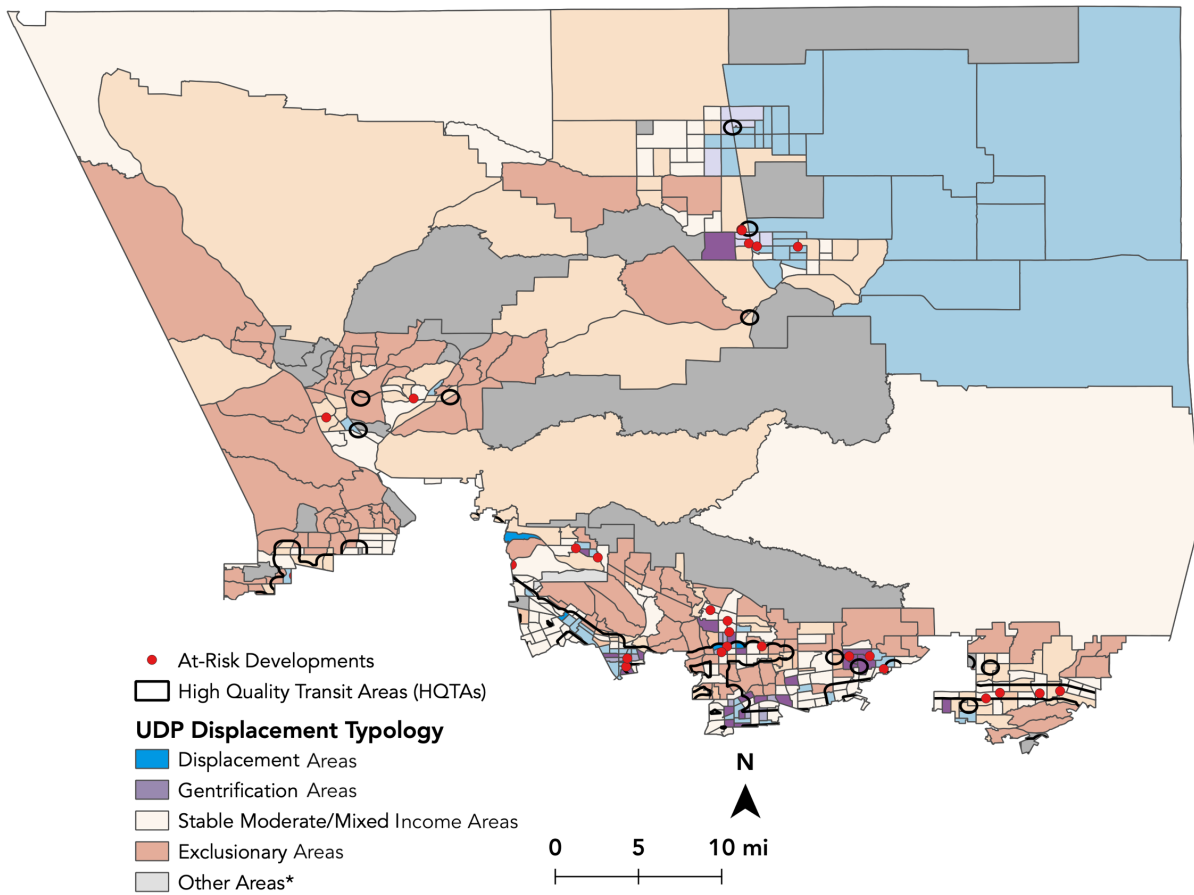 At-Risk Developments
High Quality Transit Areas (HQTAs)
UDP Displacement Typology
Displacement Areas
Gentrification Areas
Stable Moderate/Mixed Income Areas
Exclusionary Areas
Other Areas*
N
0 5 10 mi